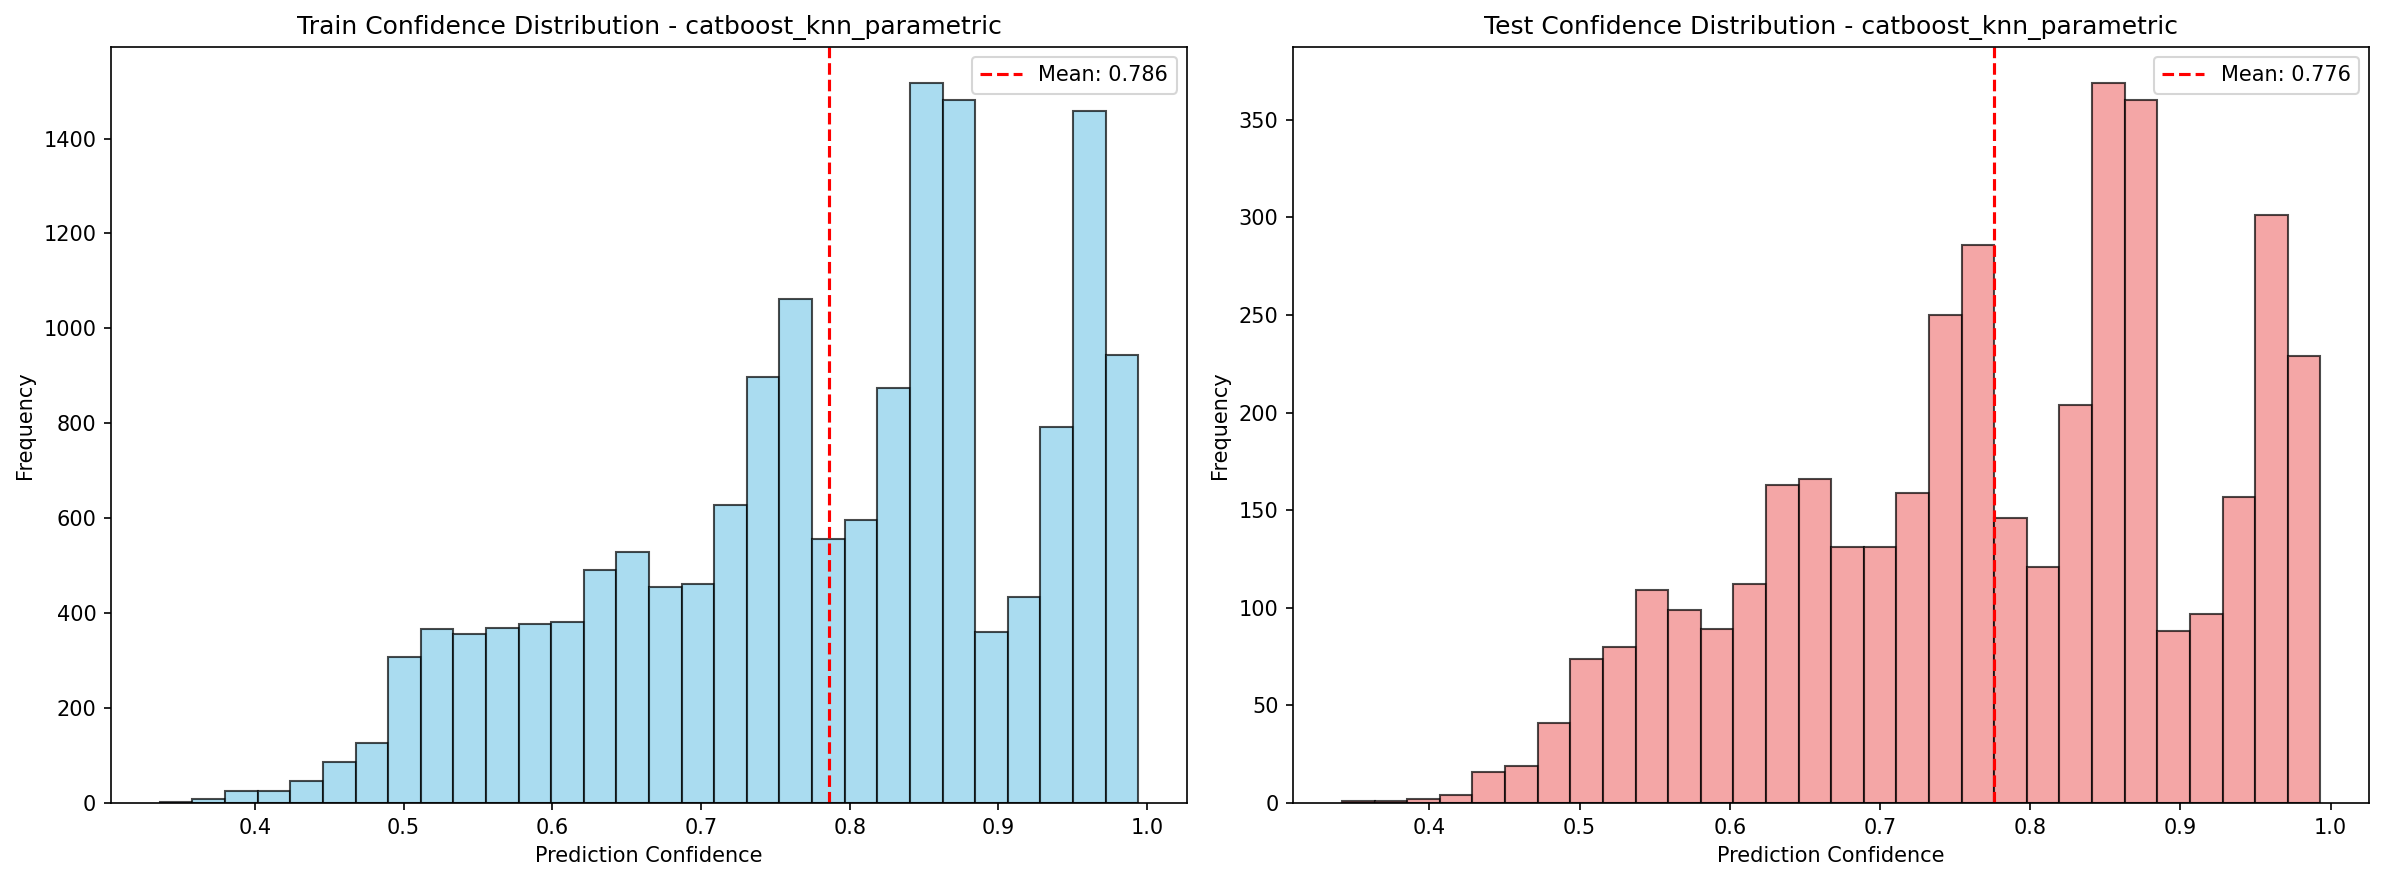 Train Confidence Distribution - catboost_knn_parametric
Mean: 0.786
Frequency
1400
1200
1000
800
600
400
200
0
0.4 0.5 0.6 0.7 0.8 0.9 1.0
Prediction Confidence
Test Confidence Distribution - catboost_knn_parametric
Mean: 0.776
Frequency
350
300
250
200
150
100
50
0
0.4 0.5 0.6 0.7 0.8 0.9 1.0
Prediction Confidence